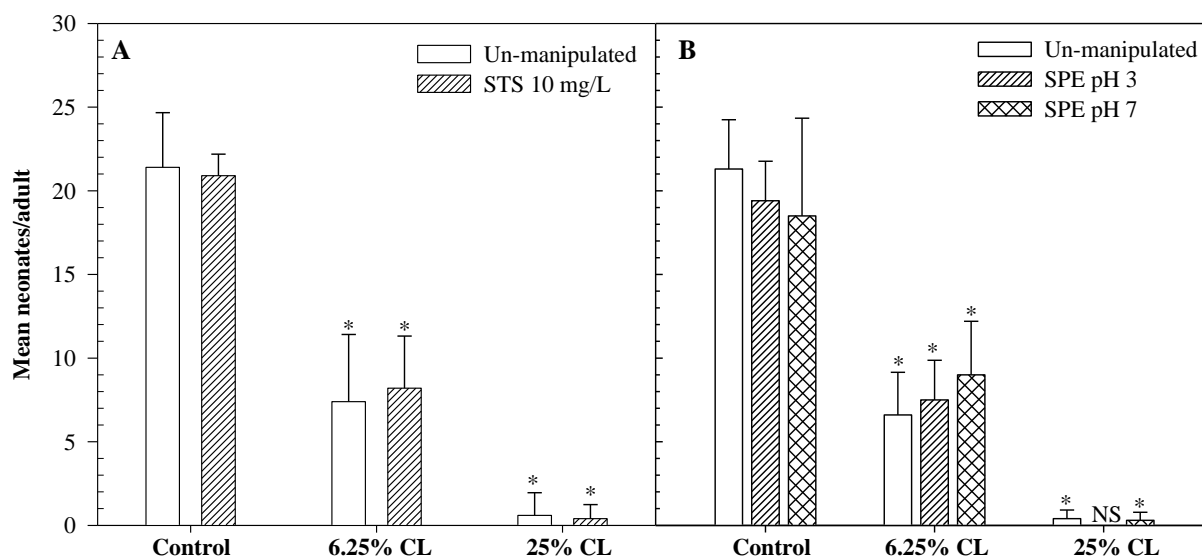 Mean neonates/adult
30
25
20
15
10
5
0
A
Un-manipulated
STS 10 mg/L
* *
* *
Control 6.25% CL 25% CL
B
Un-manipulated
SPE pH 3
SPE pH 7
* * *
* NS *
Control 6.25% CL 25% CL